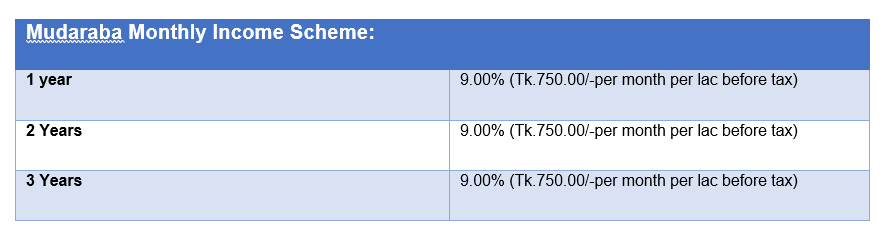 Mudaraba Monthly Income Scheme:
1 year 9.00% (Tk.750.00/-per month per lac before tax)
2 Years 9.00% (Tk.750.00/-per month per lac before tax)
3 Years 9.00% (Tk.750.00/-per month per lac before tax)